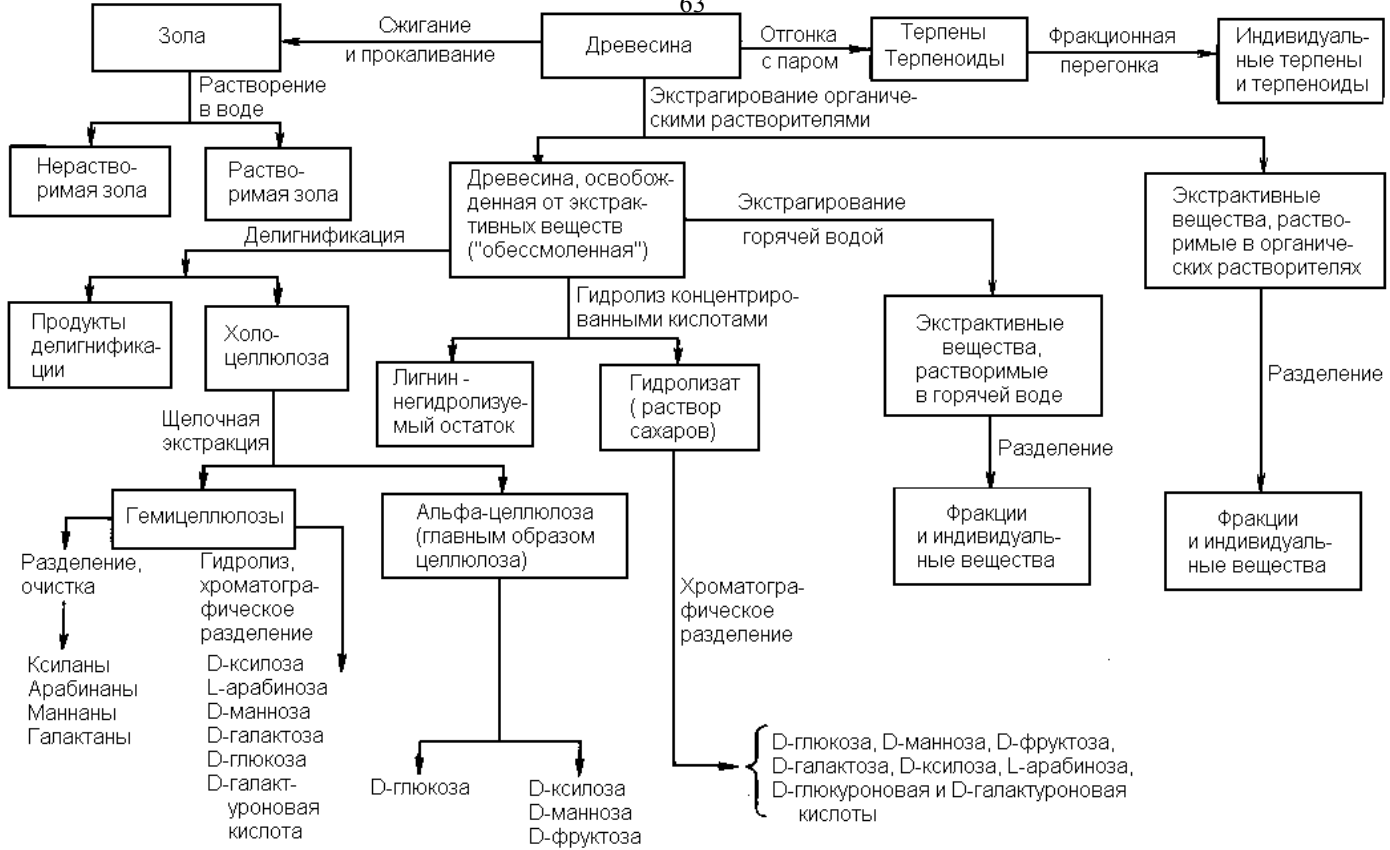 63
Зола
Сжигание
и прокаливание
Древесина
Отгонка
с паром
Терпены
Терпеноиды
Фракционная
перегонка
Индивидуаль-
ные терпены
и терпеноиды
Растворение
в воде
Экстрагирование органиче-
скими растворителями
Нераство-
римая зола
Раство-
римая зола
Древесина, освобож-
денная от экстрак-
тивных веществ
("обессмоленная")
Экстрагирование
горячей водой
Экстрактивные
вещества, раство-
римые в органиче-
ских растворителях
Делигнификация
Продукты
делигнифика-
ции
Холо-
целлюлоза
Гидролиз концентриро-
ванными кислотами
Лигнин -
негидролизуе-
мый остаток
Гидролизат
( раствор
сахаров)
Экстрактивные
вещества,
растворимые
в горячей воде
Разделение
Щелочная
экстракция
Разделение
Гемицеллюлозы
Альфа-целлюлоза
(главным образом
целлюлоза)
Фракции
и индивидуаль-
ные вещества
Фракции
и индивидуаль-
ные вещества
Разделение,
очистка
Гидролиз,
хроматогра-
фическое
разделение
Хроматогра-
фическое
разделение
Ксиланы
Арабинаны
Маннаны
Галактаны
D-ксилоза
L-арабиноза
D-манноза
D-галактоза
D-глюкоза
D-галакт-
уроновая
кислота
D-глюкоза
D-ксилоза
D-манноза
D-фруктоза
D-глюкоза, D-манноза, D-фруктоза,
D-галактоза, D-ксилоза, L-арабиноза,
D-глюкуроновая и D-галактуроновая
кислоты